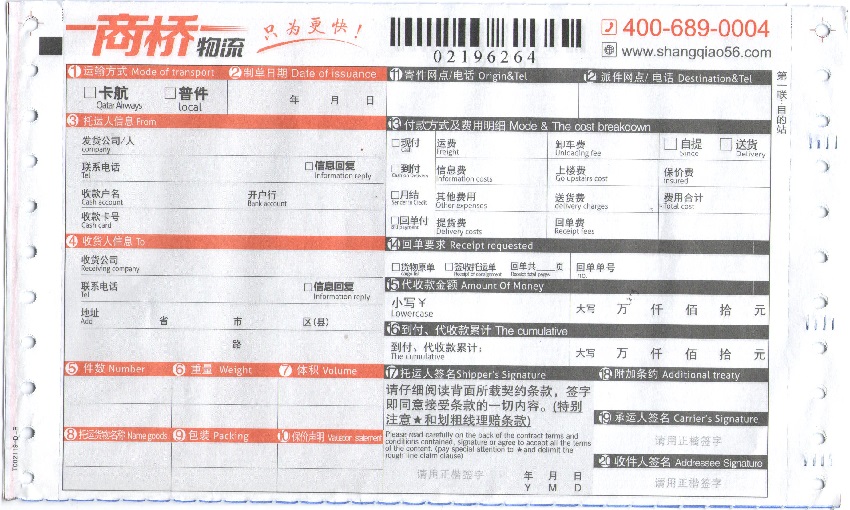 商桥物流 只为更快!
02196264
400-689-0004
www.shangqiao56.com
1 运输方式 Mode of transport
2 制单日期 Date of issuance
11 寄件网点/电话 Origin&Tel
12 派件网点/ 电话 Destination&Tel
第一联:目的站
□卡航 □普件
Qatar Airways local
年 月 日
3 托运人信息 From
发货公司/人
company
联系电话 □信息回复
Tel Information reply
收款户名 开户行
Cash account Bank account
收款卡号
Cash card
4 收货人信息 To
收货公司
Receiving company
联系电话 □信息回复
Tel Information reply
地址 省 市 区(县)
Add
路
5 件数 Number
6 重量 Weight
7 体积 Volume
8 托运货物名称 Name goods
9 包装 Packing
10 保价声明 Valuation statement
13 付款方式及费用明细 Mode & The cost breakdown
□现付 运费 卸车费 □自提 □送货
Freight Unloading fee Since Delivery
□到付 信息费 上楼费 保价费
Information costs Go upstairs cost Insured
□月结 其他费用 送货费 费用合计
Other expenses delivery charges Total cost
□回单付 提货费 回单费
Delivery costs Receipt fees
14 回单要求 Receipt requested
□货物原单 □签收托运单 回单共____页 回单单号
NO.
15 代收款金额 Amount Of Money
小写￥ 大写 万 仟 佰 拾 元
Lowercase
16 到付、代收款累计 The cumulative
到付、代收款累计: 大写 万 仟 佰 拾 元
The cumulative
17 托运人签名 Shipper's Signature
请仔细阅读背面所载契约条款，签字
即同意接受条款的一切内容。(特别
注意★和划粗线理赔条款)
Please read carefully on the back of the contract terms and
conditions contained, signature or agree to accept all the terms
of the content. (pay special attention to ★and dolimit the
rough line claim clause)
请用正楷签字
年 月 日
Y M D
18 附加条约 Additional treaty
19 承运人签名 Carrier's Signature
请用正楷签字
20 收件人签名 Addressee Signature
请用正楷签字